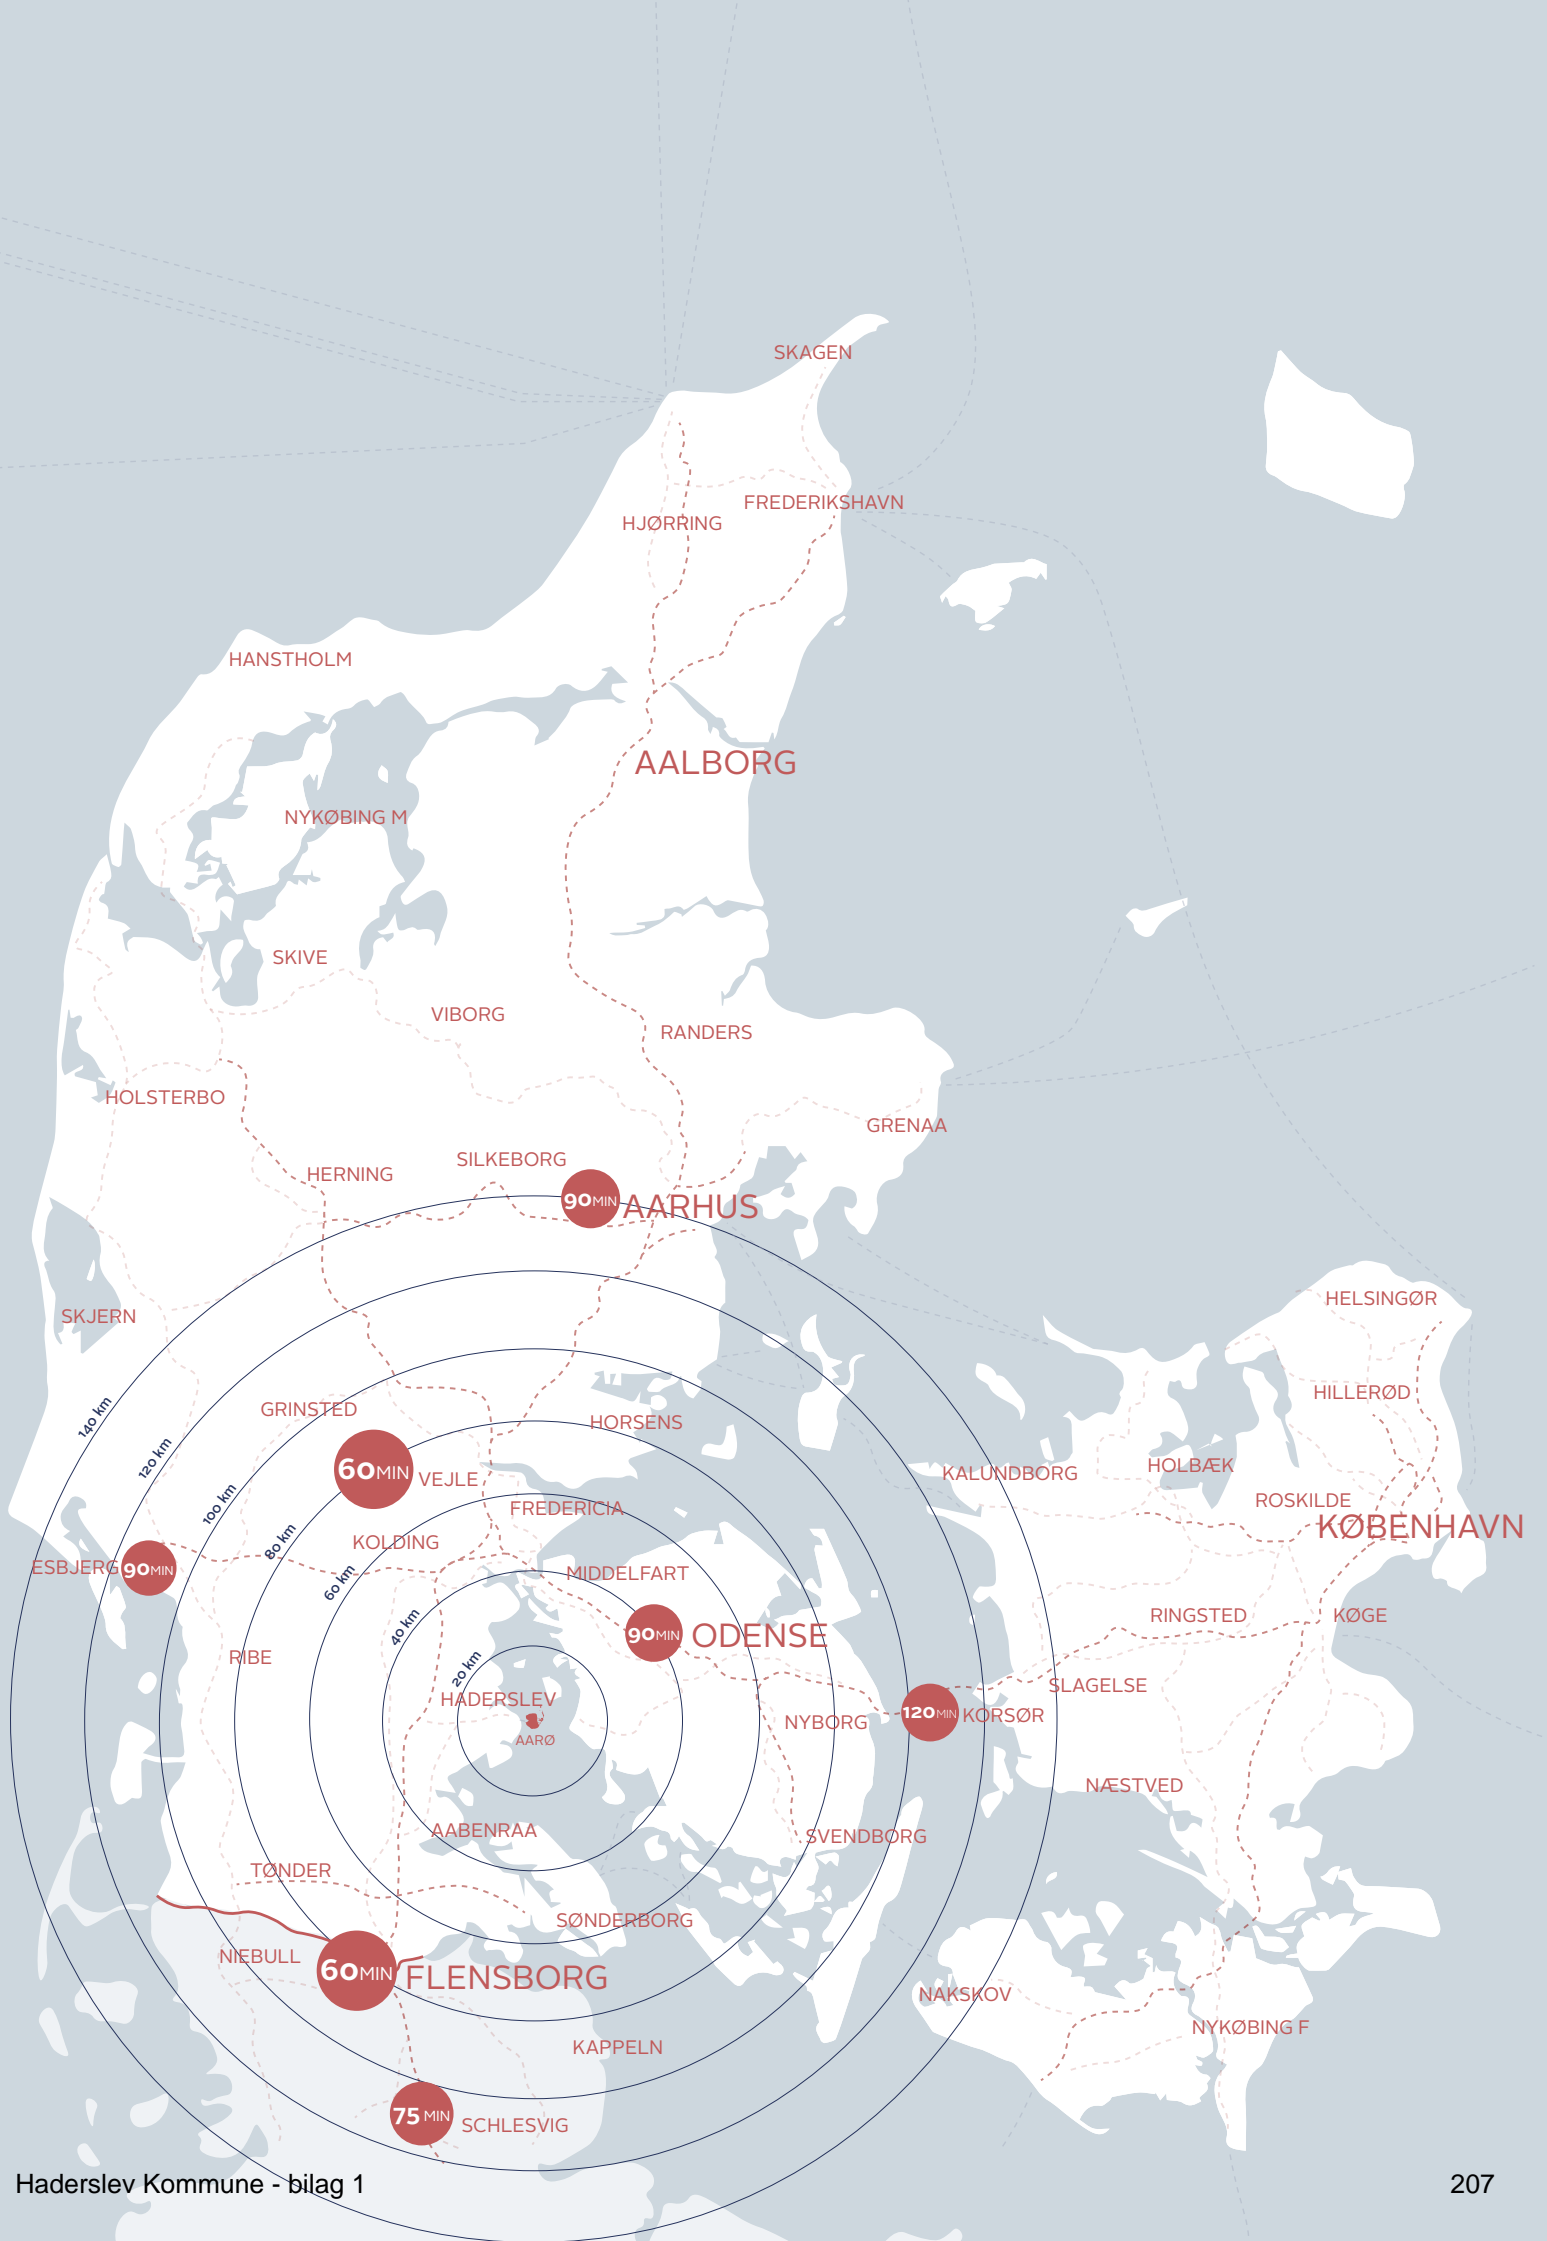 SKAGEN
FREDERIKSHAVN
HJØRRING
HANSTHOLM
AALBORG
NYKØBING M
SKIVE
VIBORG
RANDERS
HOLSTERBO
GRENAA
SILKEBORG
HERNING
90MIN AARHUS
HELSINGØR
SKJERN
HILLERØD
140 km
GRINSTED
HORSENS
120 km
HOLBÆK
60MIN VEJLE
KALUNDBORG
100 km
ROSKILDE
FREDERICIA
KØBENHAVN
80 km
KOLDING
ESBJERG 90MIN
MIDDELFART
60 km
RINGSTED
KØGE
40 km
90MIN ODENSE
RIBE
20 km
SLAGELSE
HADERSLEV
120MIN KORSØR
NYBORG
AARØ
NÆSTVED
AABENRAA
SVENDBORG
TØNDER
SØNDERBORG
NIEBULL
60MIN FLENSBORG
NAKSKOV
NYKØBING F
KAPPELN
75 MIN SCHLESVIG
Haderslev Kommune - bilag 1
207